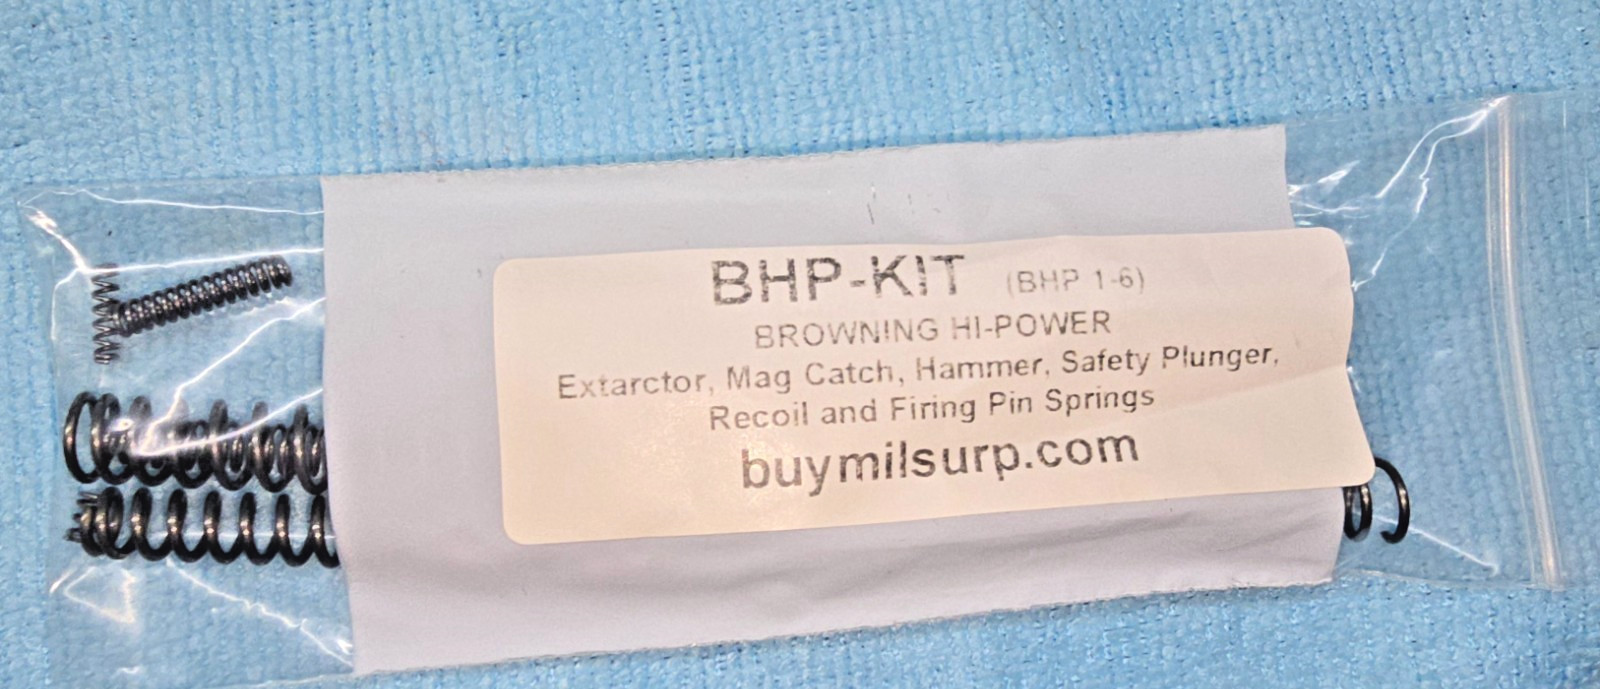 BHP-KIT (BHP 1-6)
BROWNING HI-POWER
Extarctor, Mag Catch, Hammer, Safety Plunger,
Recoil and Firing Pin Springs
buymilsurp.com